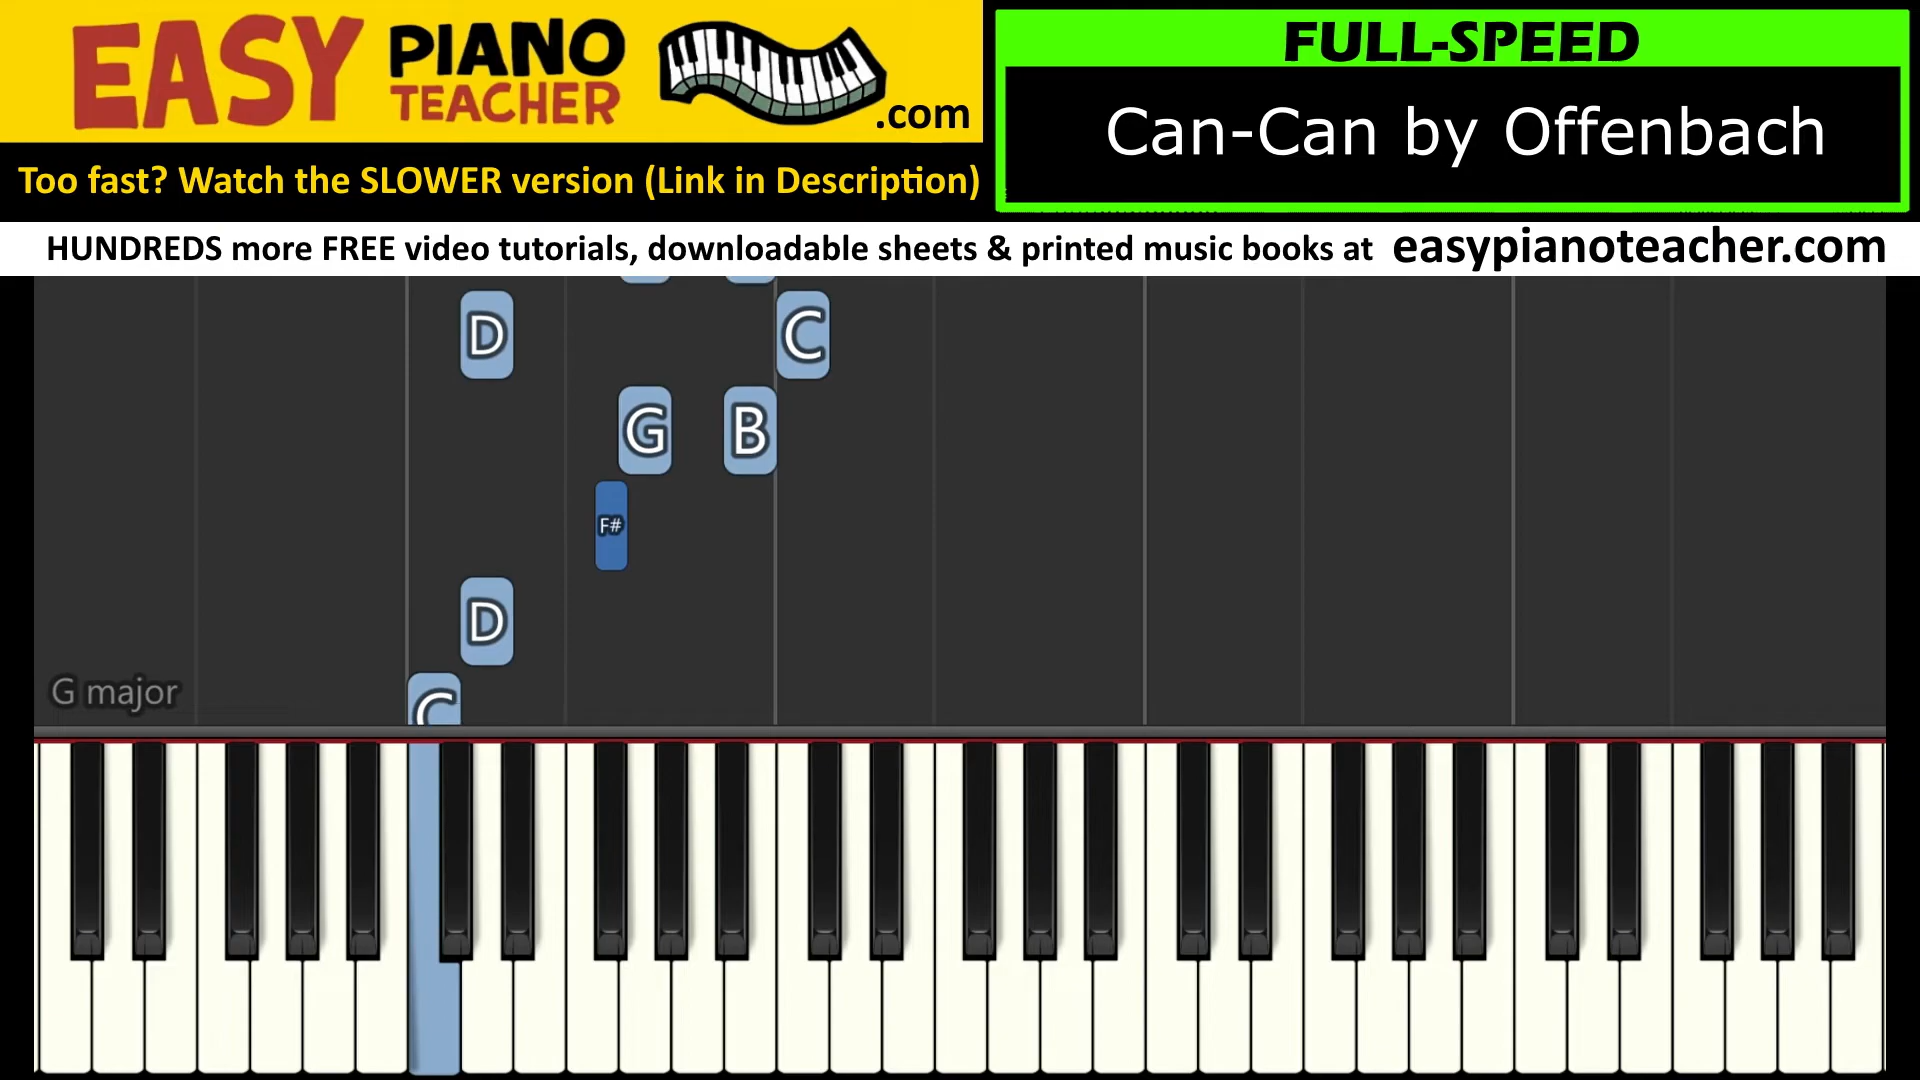 EASY PIANO TEACHER .com
FULL-SPEED
Can-Can by Offenbach
Too fast? Watch the SLOWER version (Link in Description)
HUNDREDS more FREE video tutorials, downloadable sheets & printed music books at easypianoteacher.com
D C
G B
F#
D
G major
C